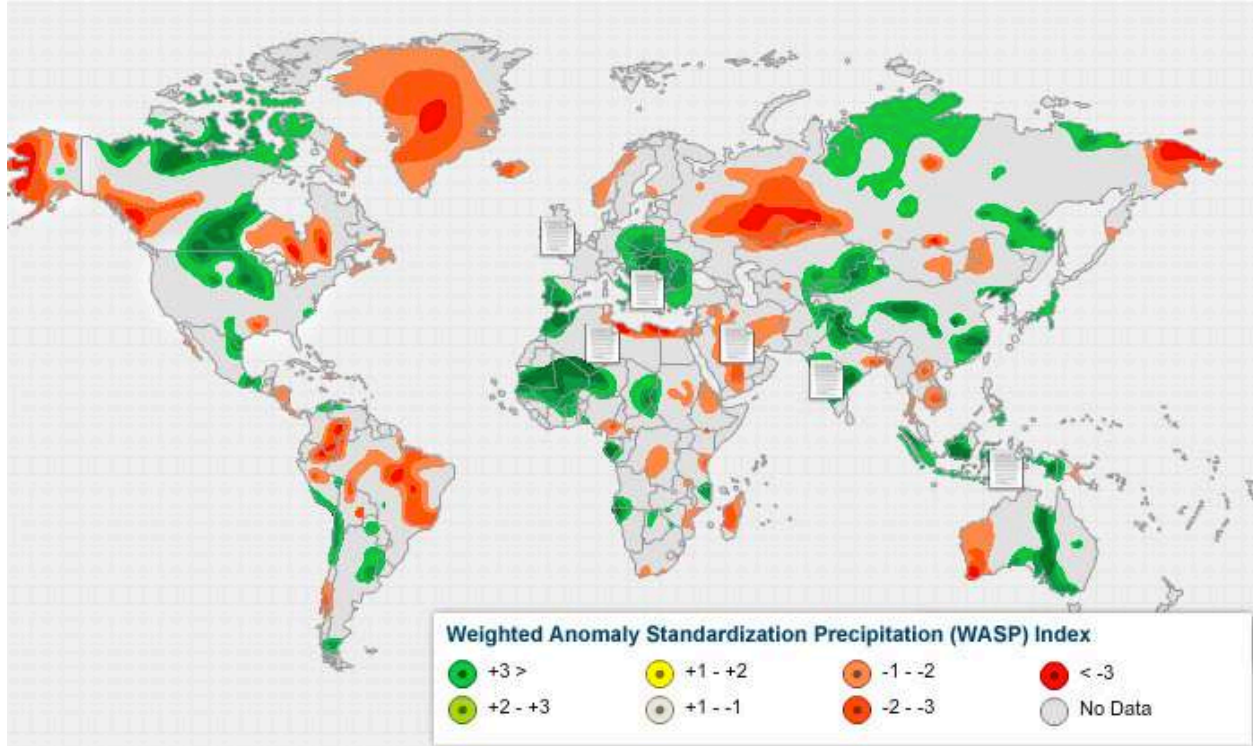 Weighted Anomaly Standardization Precipitation (WASP) Index
+3 > +1 - +2 -1 - -2 < -3
+2 - +3 +1 - -1 -2 - -3 No Data